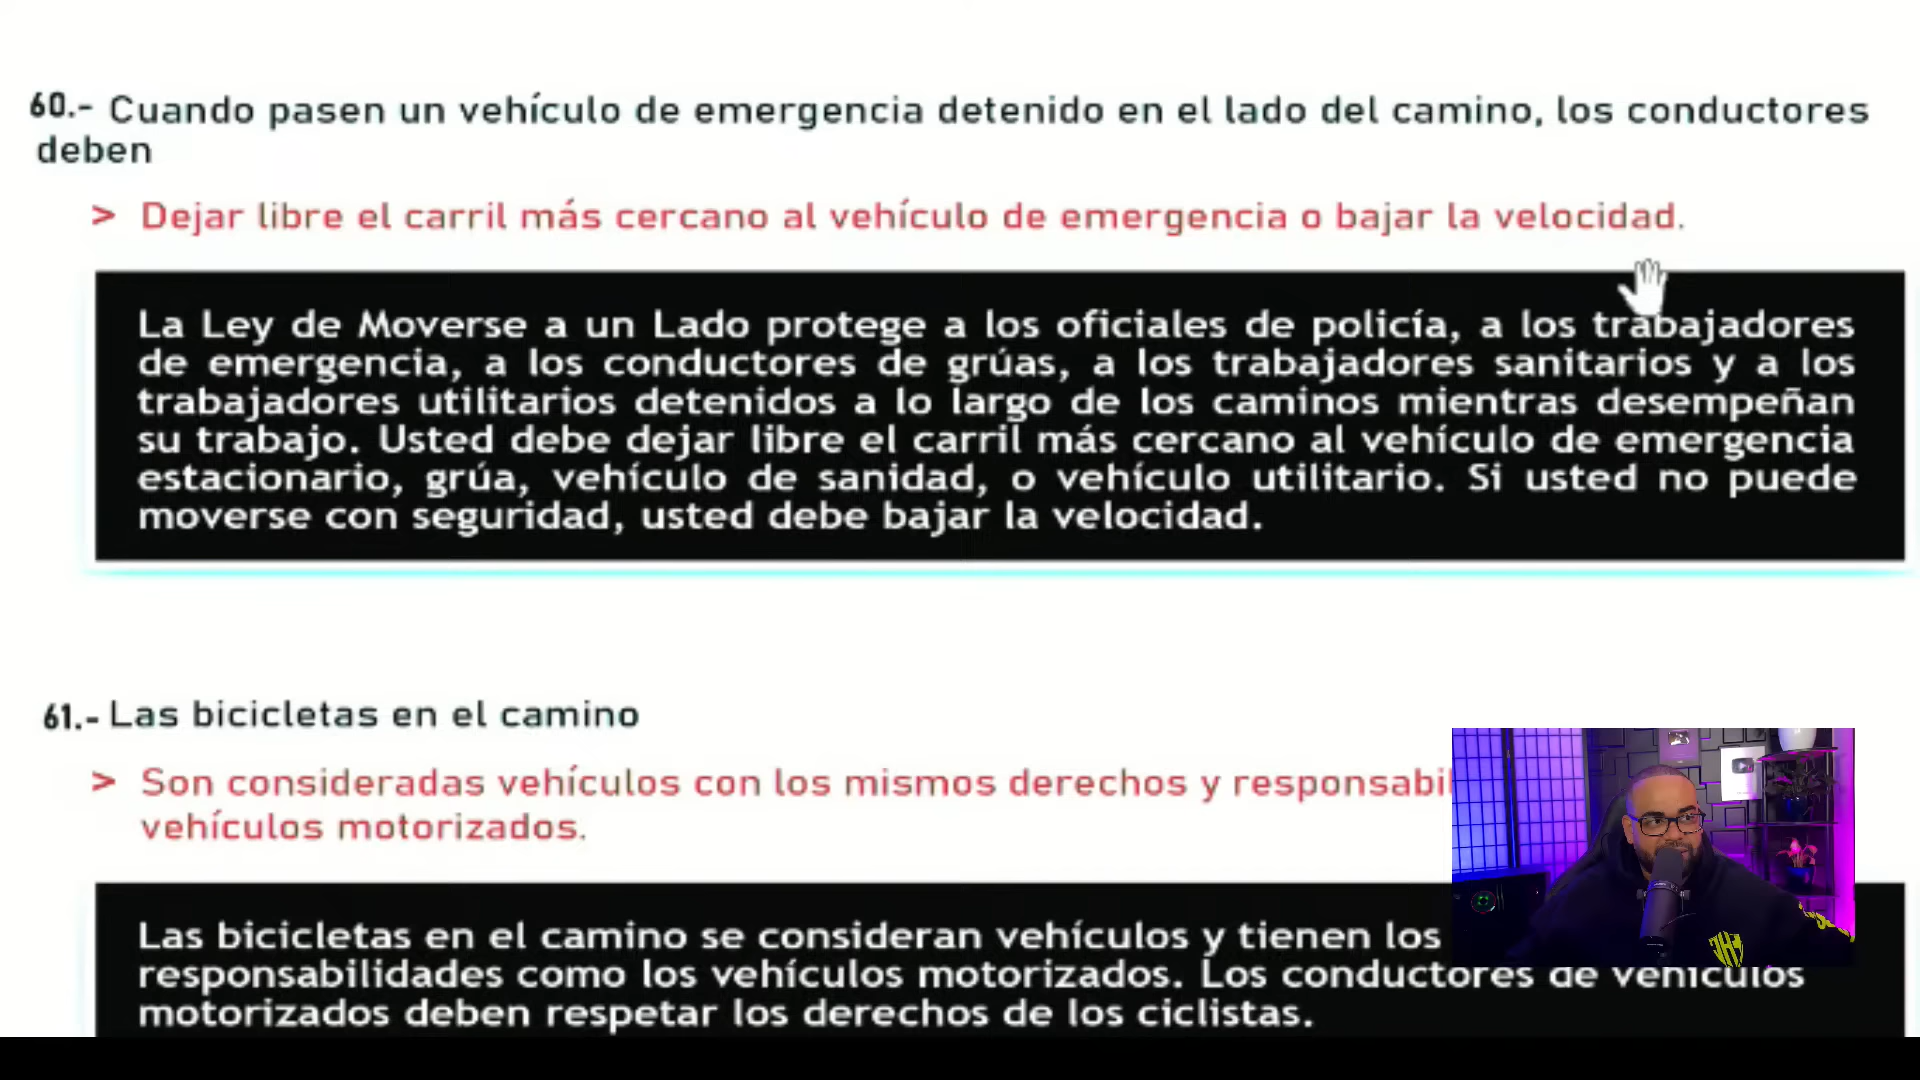 60.- Cuando pasen un vehículo de emergencia detenido en el lado del camino, los conductores
deben
> Dejar libre el carril más cercano al vehículo de emergencia o bajar la velocidad.
La Ley de Moverse a un Lado protege a los oficiales de policía, a los trabajadores
de emergencia, a los conductores de grúas, a los trabajadores sanitarios y a los
trabajadores utilitarios detenidos a lo largo de los caminos mientras desempeñan
su trabajo. Usted debe dejar libre el carril más cercano al vehículo de emergencia
estacionario, grúa, vehículo de sanidad, o vehículo utilitario. Si usted no puede
moverse con seguridad, usted debe bajar la velocidad.
61.- Las bicicletas en el camino
> Son consideradas vehículos con los mismos derechos y
vehículos motorizados.
Las bicicletas en el camino se consideran vehículos y tienen los
responsabilidades como los vehículos motorizados. Los conductores de vehículos
motorizados deben respetar los derechos de los ciclistas.